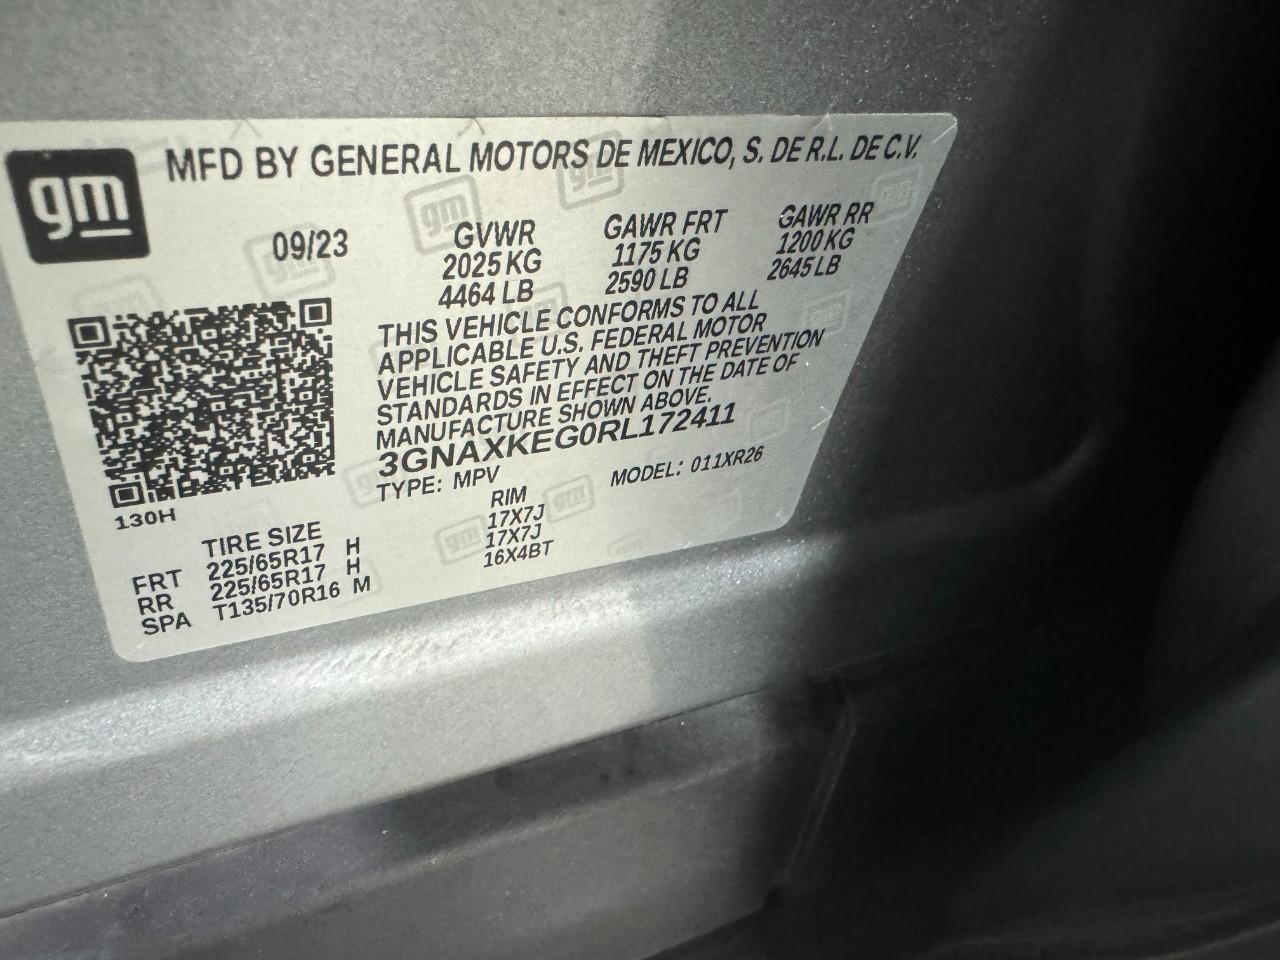 gm
MFD BY GENERAL MOTORS DE MEXICO, S. DE R.L. DE C.V.
09/23
GVWR GAWR FRT GAWR RR
2025 KG 1175 KG 1200 KG
4464 LB 2590 LB 2645 LB
THIS VEHICLE CONFORMS TO ALL
APPLICABLE U.S. FEDERAL MOTOR
VEHICLE SAFETY AND THEFT PREVENTION
STANDARDS IN EFFECT ON THE DATE OF
MANUFACTURE SHOWN ABOVE.
3GNAXKEG0RL172411
TYPE: MPV MODEL: 011XR26
130H
TIRE SIZE RIM
FRT 225/65R17 H 17X7J
RR 225/65R17 H 17X7J
SPA T135/70R16 M 16X4BT